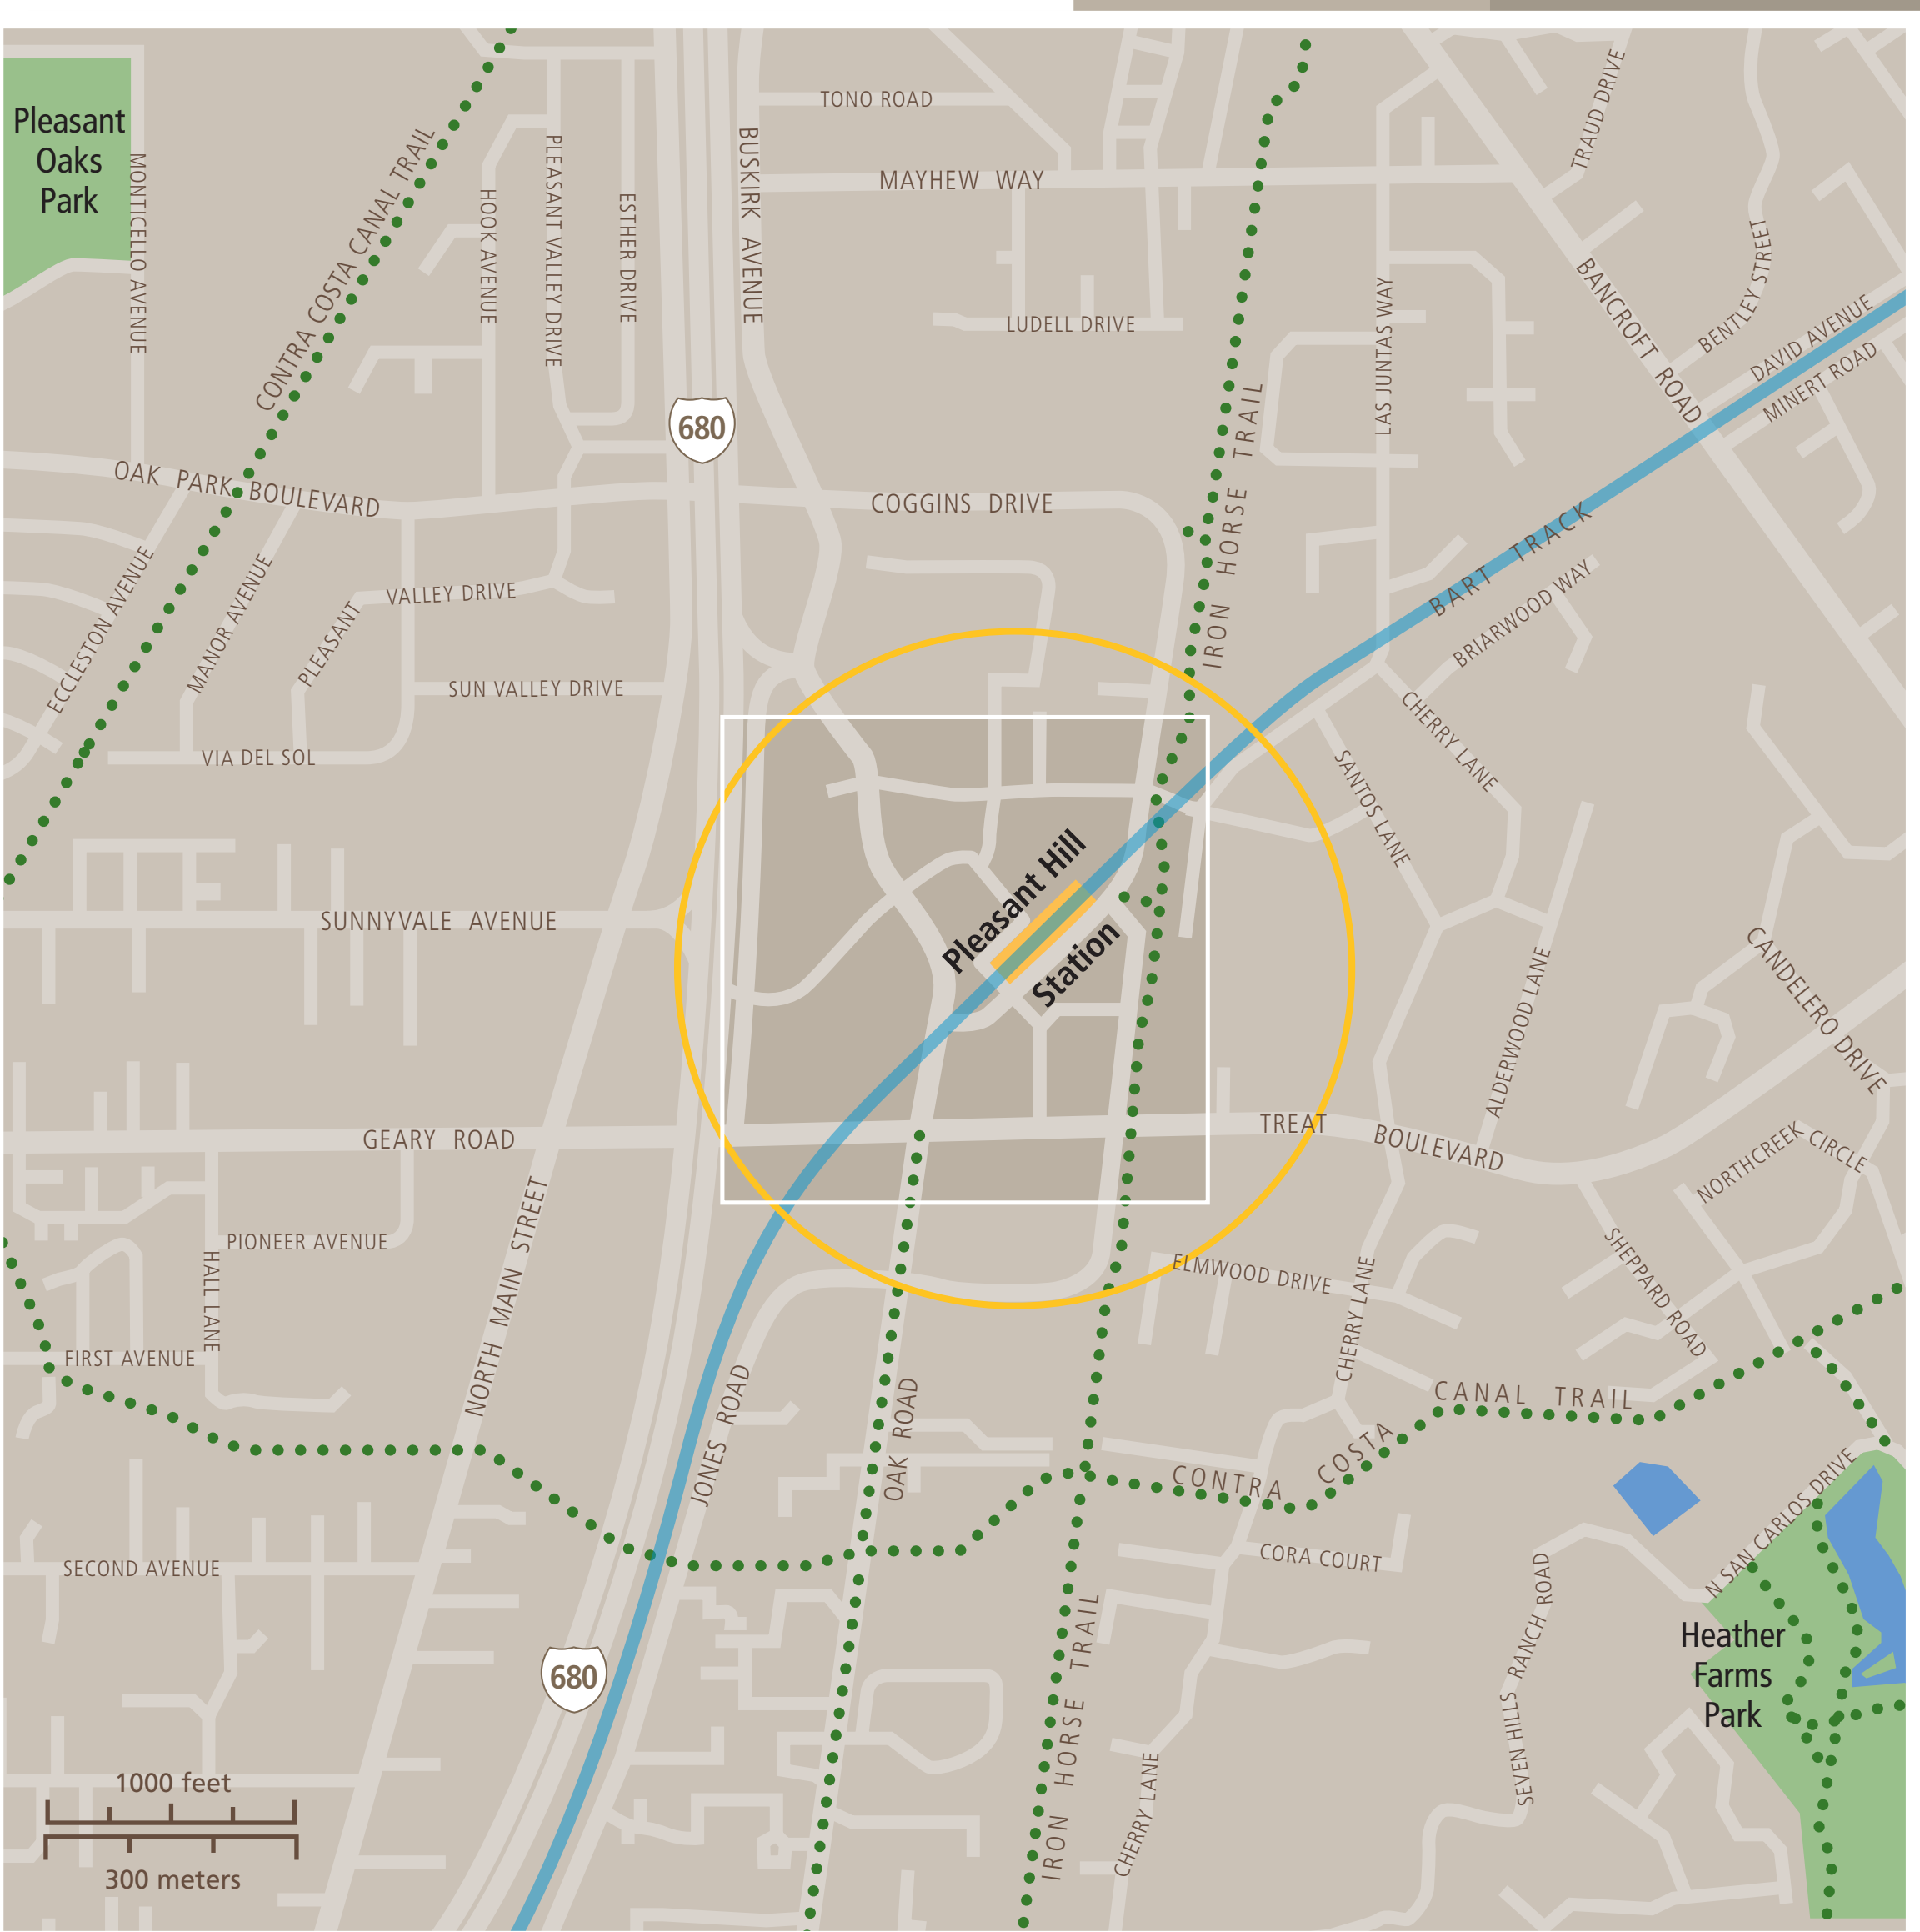 TONO ROAD
Pleasant
Oaks
Park
MONTICELLO AVENUE
CONTRA COSTA CANAL TRAIL
HOOK AVENUE
PLEASANT VALLEY DRIVE
ESTHER DRIVE
BUSKIRK AVENUE
MAYHEW WAY
TRAUD DRIVE
BENTLEY STREET
BANCROFT ROAD
DAVID AVENUE
MINERT ROAD
LAS JUNTAS WAY
LUDELL DRIVE
IRON HORSE TRAIL
680
OAK PARK BOULEVARD
COGGINS DRIVE
BART TRACK
BRIARWOOD WAY
ECCLESTON AVENUE
MANOR AVENUE
PLEASANT
VALLEY DRIVE
SUN VALLEY DRIVE
VIA DEL SOL
CHERRY LANE
SANTOS LANE
Pleasant Hill
Station
SUNNYVALE AVENUE
ALDERWOOD LANE
CANDELERO DRIVE
GEARY ROAD
TREAT
BOULEVARD
NORTHCREEK CIRCLE
NORTH MAIN STREET
PIONEER AVENUE
HALL LANE
ELMWOOD DRIVE
CHERRY LANE
SHEPPARD ROAD
FIRST AVENUE
JONES ROAD
OAK ROAD
CONTRA COSTA CANAL TRAIL
N SAN CARLOS DRIVE
CORA COURT
SECOND AVENUE
SEVEN HILLS RANCH ROAD
Heather
Farms
Park
680
IRON HORSE TRAIL
CHERRY LANE
1000 feet
300 meters